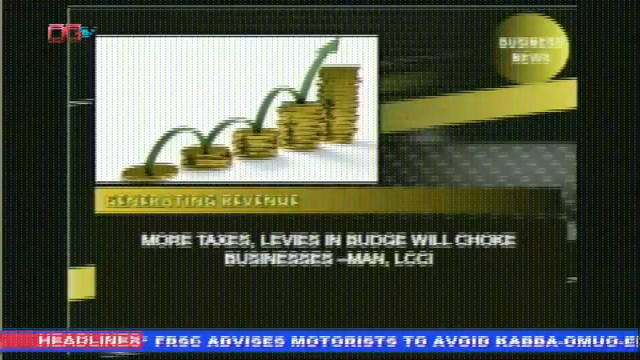 BUSINESS
NEWS
GENERATING REVENUE
MORE TAXES, LEVIES IN BUDGE WILL CHOKE
BUSINESSES –MAN, LCCI
HEADLINES FRSC ADVISES MOTORISTS TO AVOID KABBA-OMUO-E